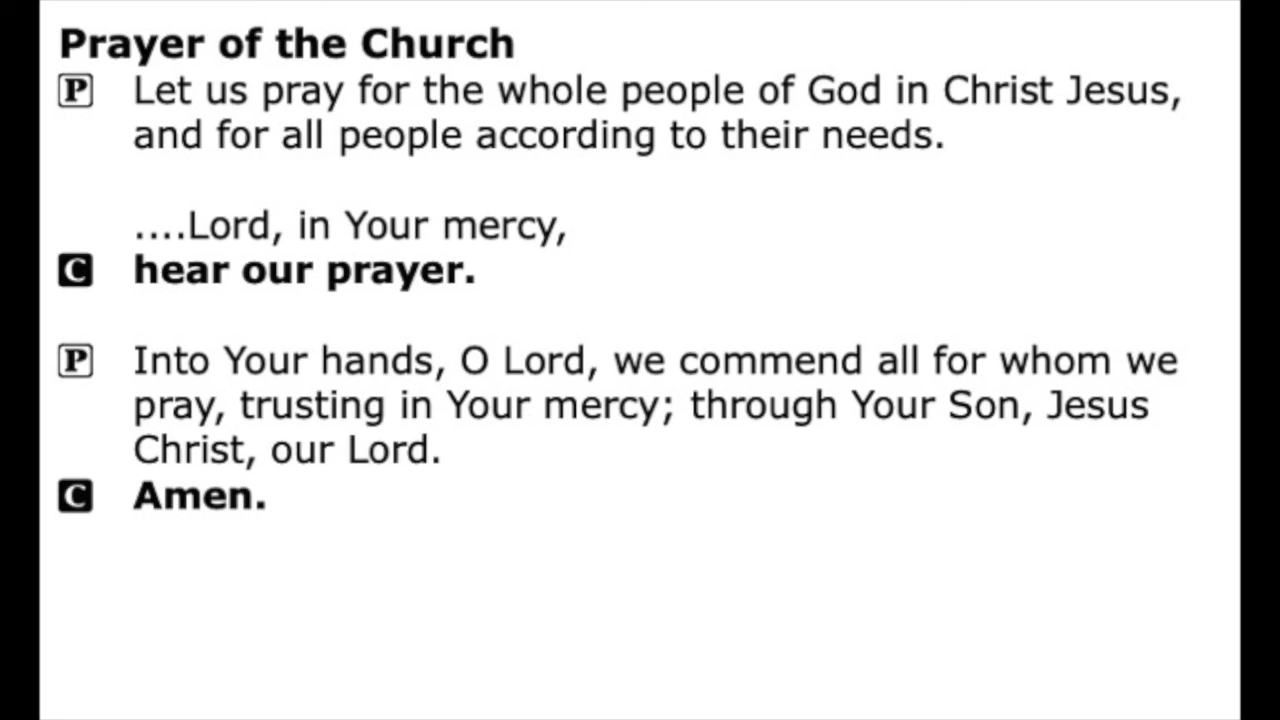 Prayer of the Church
P Let us pray for the whole people of God in Christ Jesus,
and for all people according to their needs.
....Lord, in Your mercy,
C hear our prayer.
P Into Your hands, O Lord, we commend all for whom we
pray, trusting in Your mercy; through Your Son, Jesus
Christ, our Lord.
C Amen.